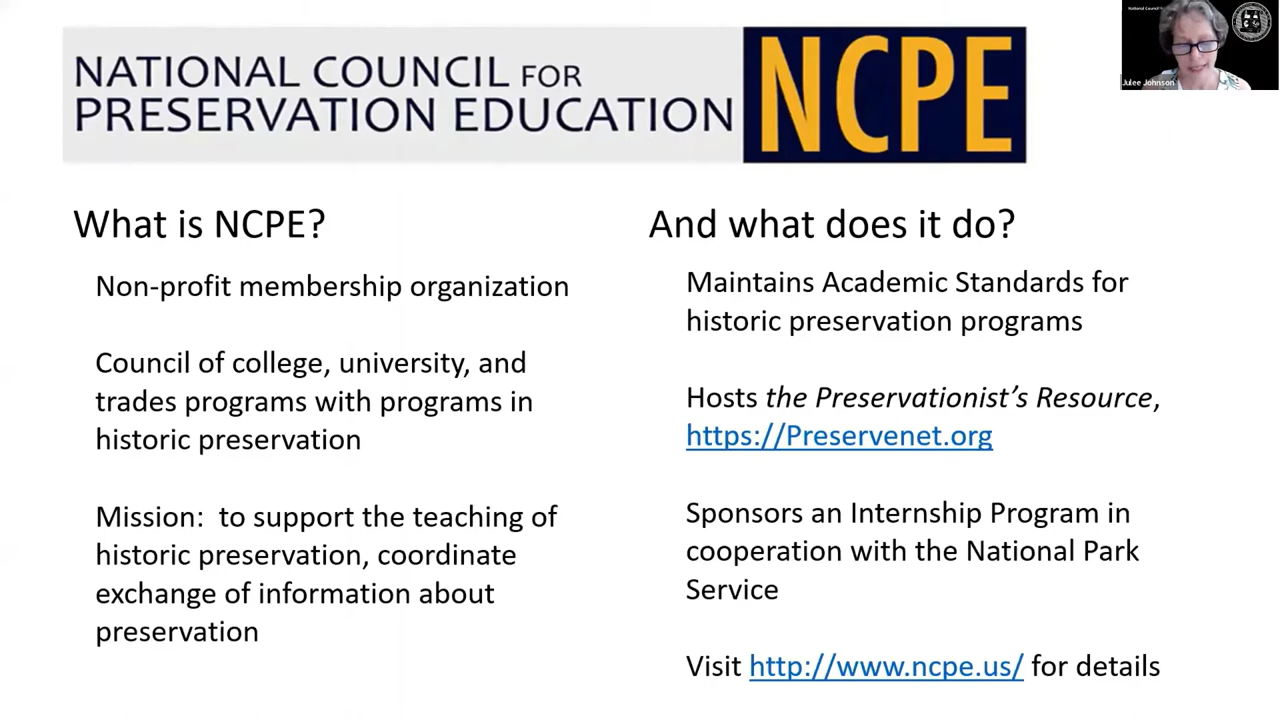 NATIONAL COUNCIL FOR
PRESERVATION EDUCATION
NCPE
Julee Johnson
What is NCPE?
Non-profit membership organization
Council of college, university, and
trades programs with programs in
historic preservation
Mission:  to support the teaching of
historic preservation, coordinate
exchange of information about
preservation
And what does it do?
Maintains Academic Standards for
historic preservation programs
Hosts the Preservationist’s Resource,
https://Preservenet.org
Sponsors an Internship Program in
cooperation with the National Park
Service
Visit http://www.ncpe.us/ for details